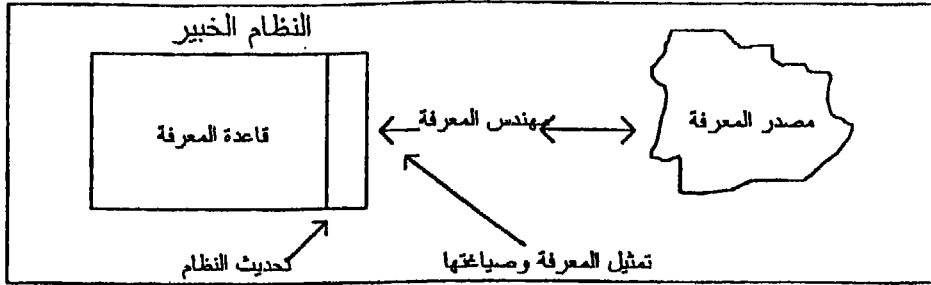 النظام الخبير
مصدر المعرفة
مهندس المعرفة
قاعدة المعرفة
تمثيل المعرفة وصياغتها
تحديث النظام